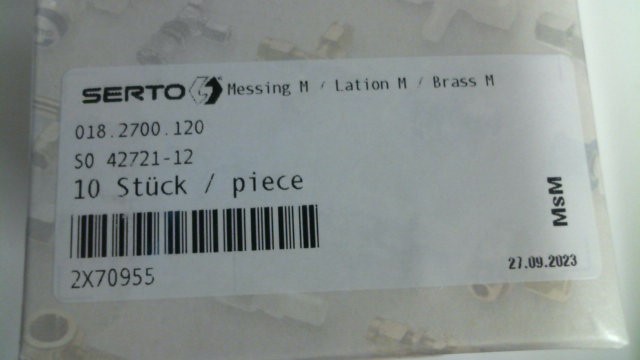 SERTO Messing M / Lation M / Brass M
018.2700.120
SO 42721-12
10 Stück / piece
2X70955
MsM
27.09.2023